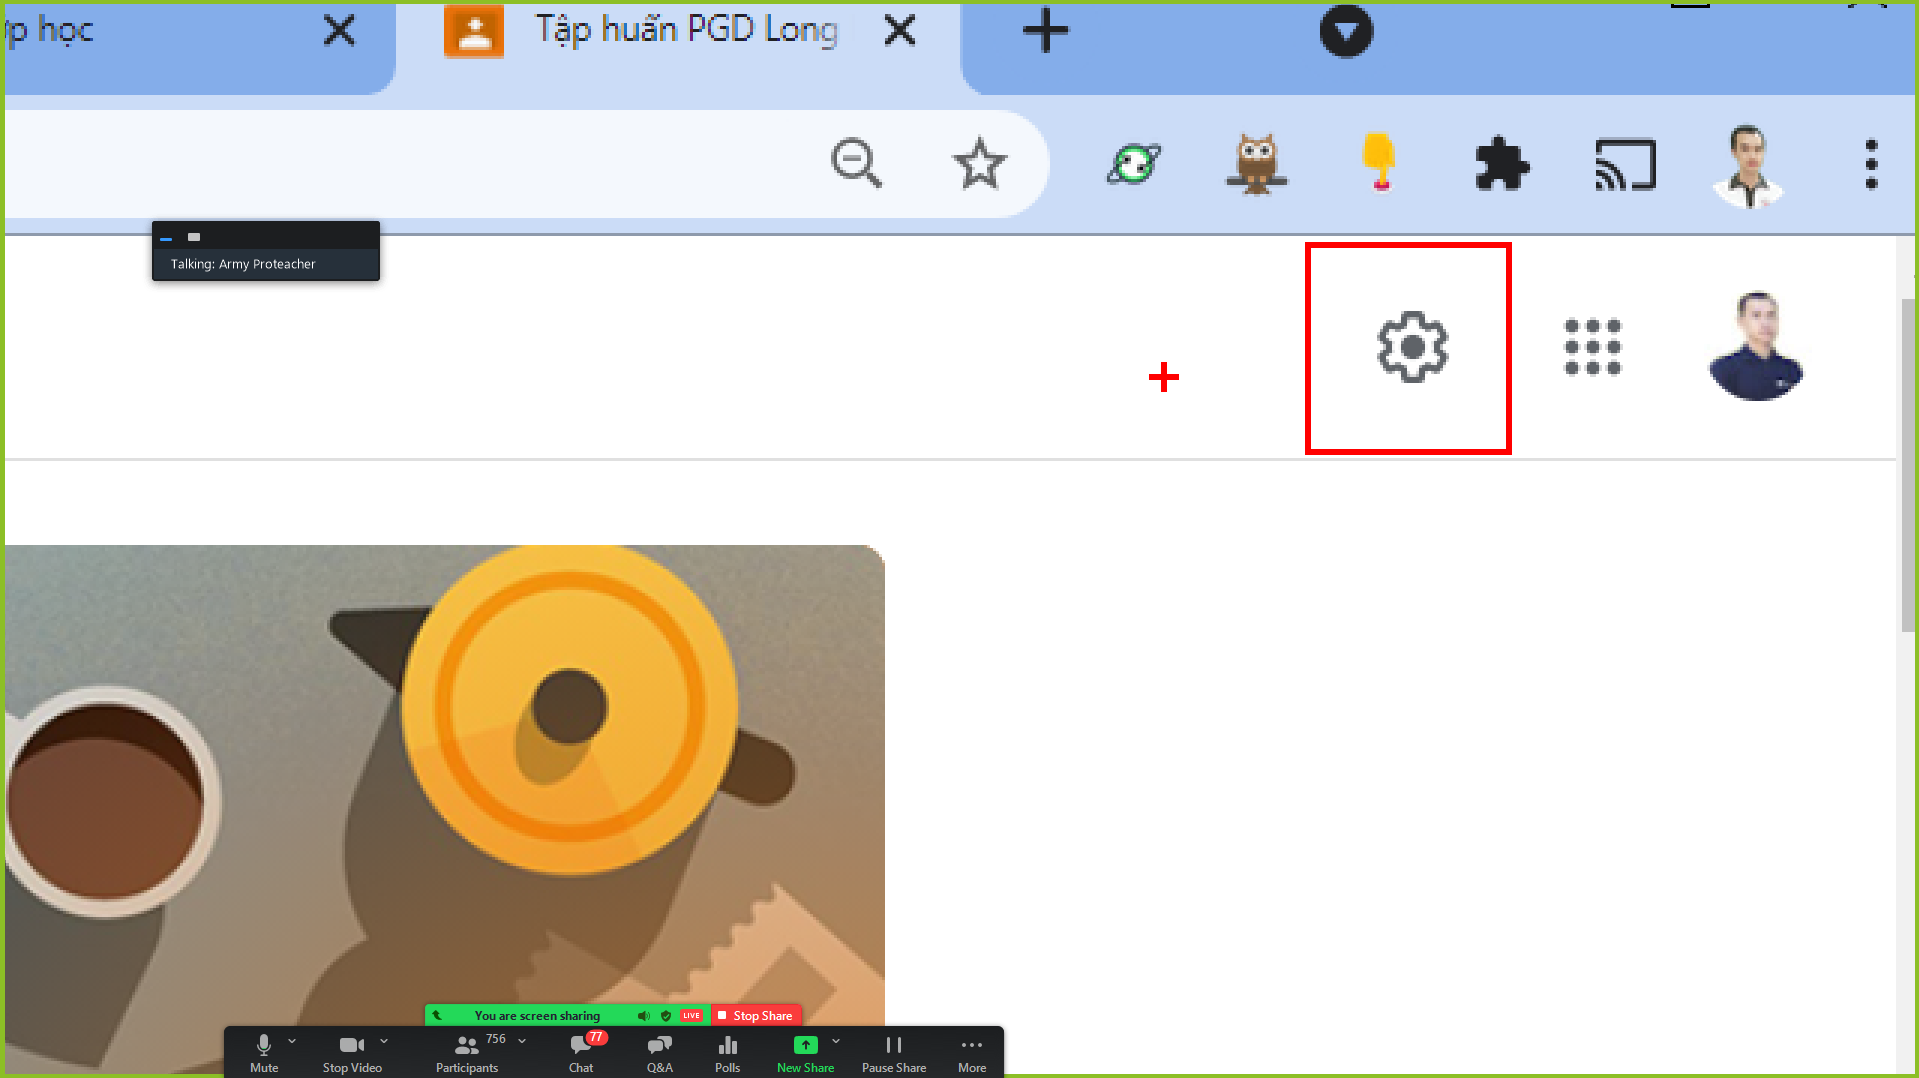 học
Tập huấn PGD Long
Talking: Army Proteacher
You are screen sharing
LIVE
Stop Share
756
77
Mute
Stop Video
Participants
Chat
Q&A
Polls
New Share
Pause Share
More